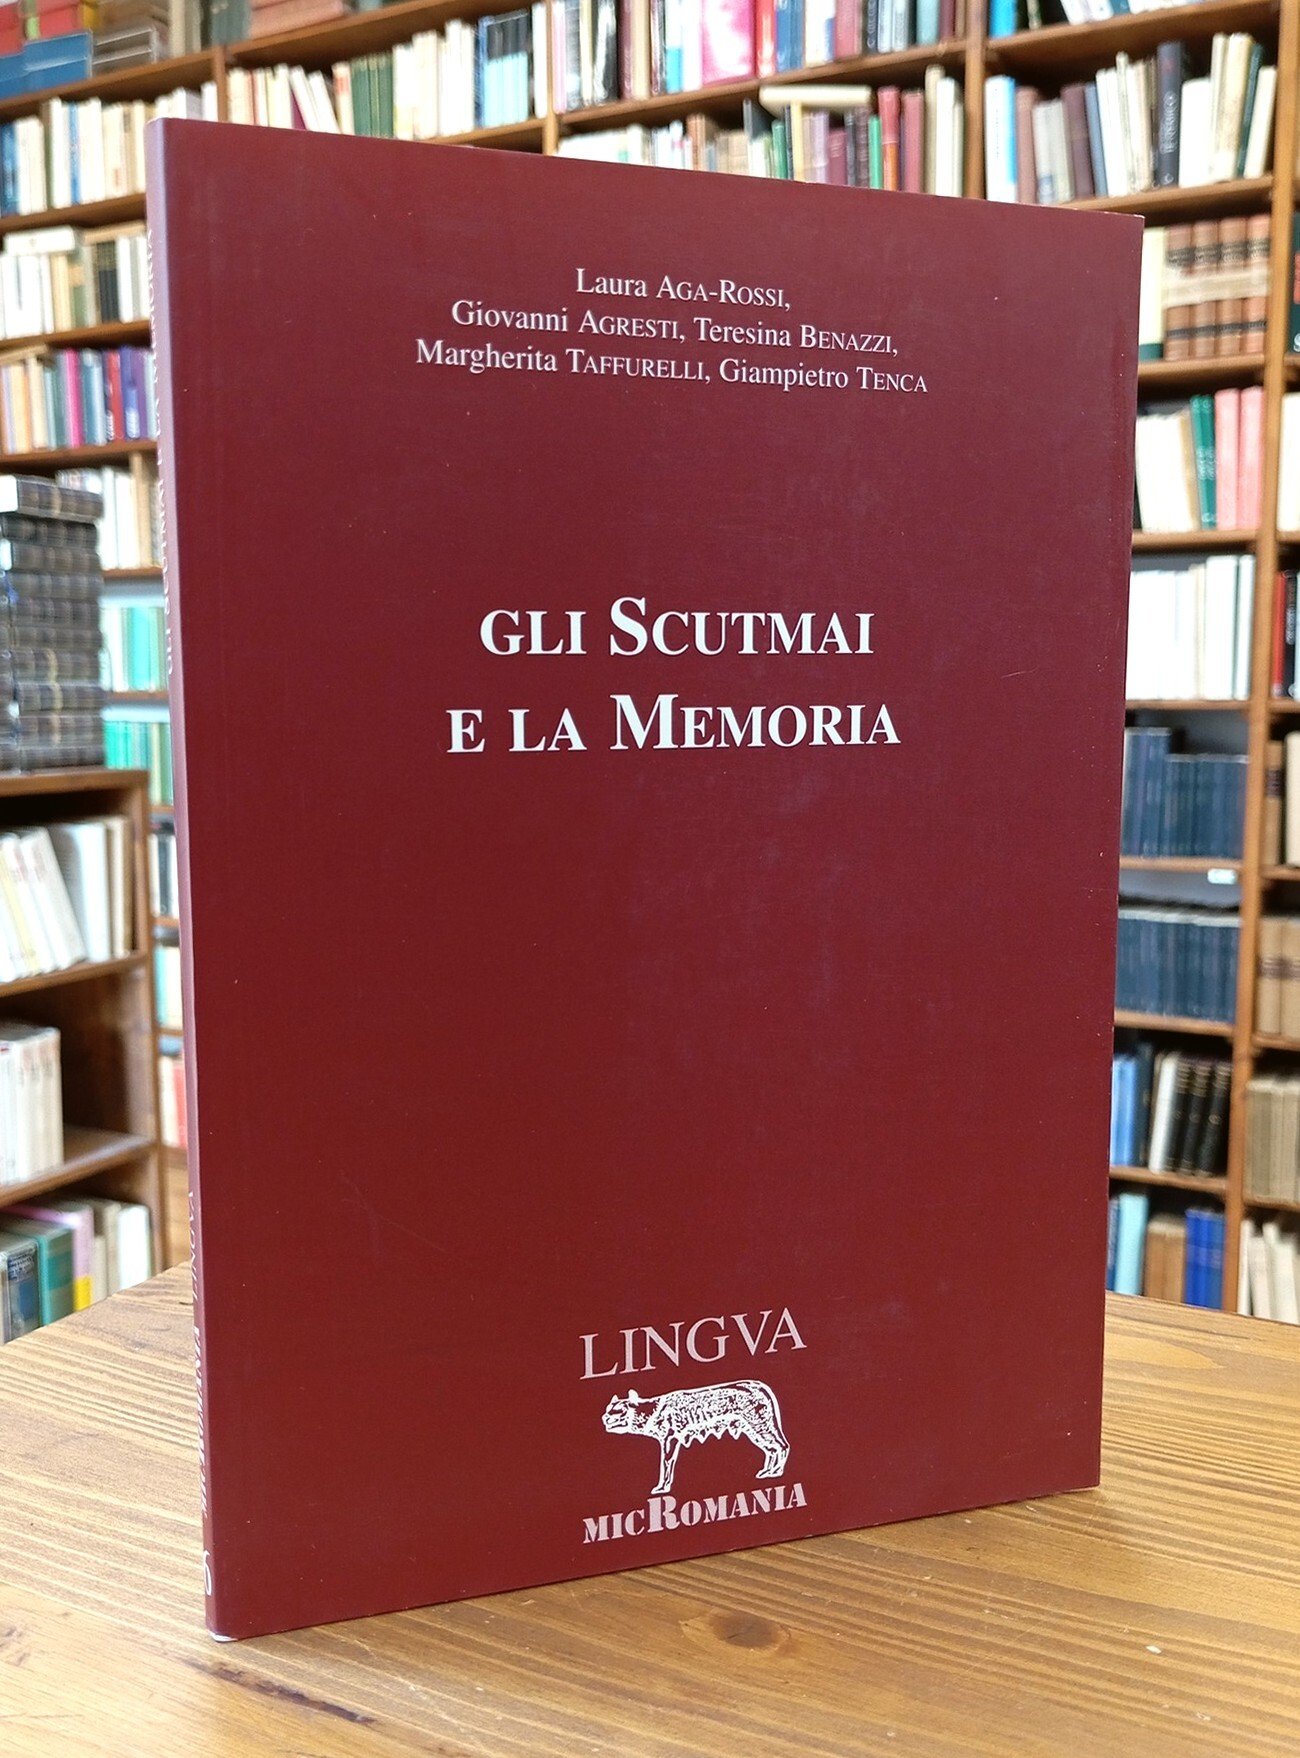 Laura AGA-ROSSI,
Giovanni AGRESTI, Teresina BENAZZI,
Margherita TAFFURELLI, Giampietro TENCA
GLI SCUTMAI
E LA MEMORIA
LINGVA
MICROMANIA